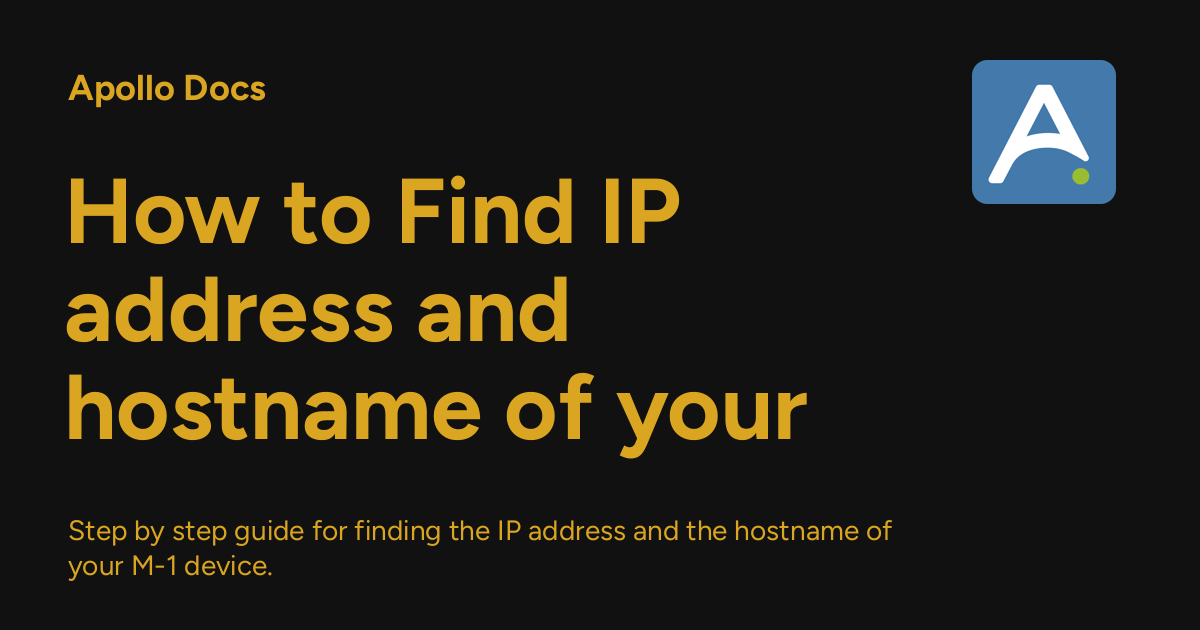 Apollo Docs
How to Find IP
address and
hostname of your
Step by step guide for finding the IP address and the hostname of
your M-1 device.